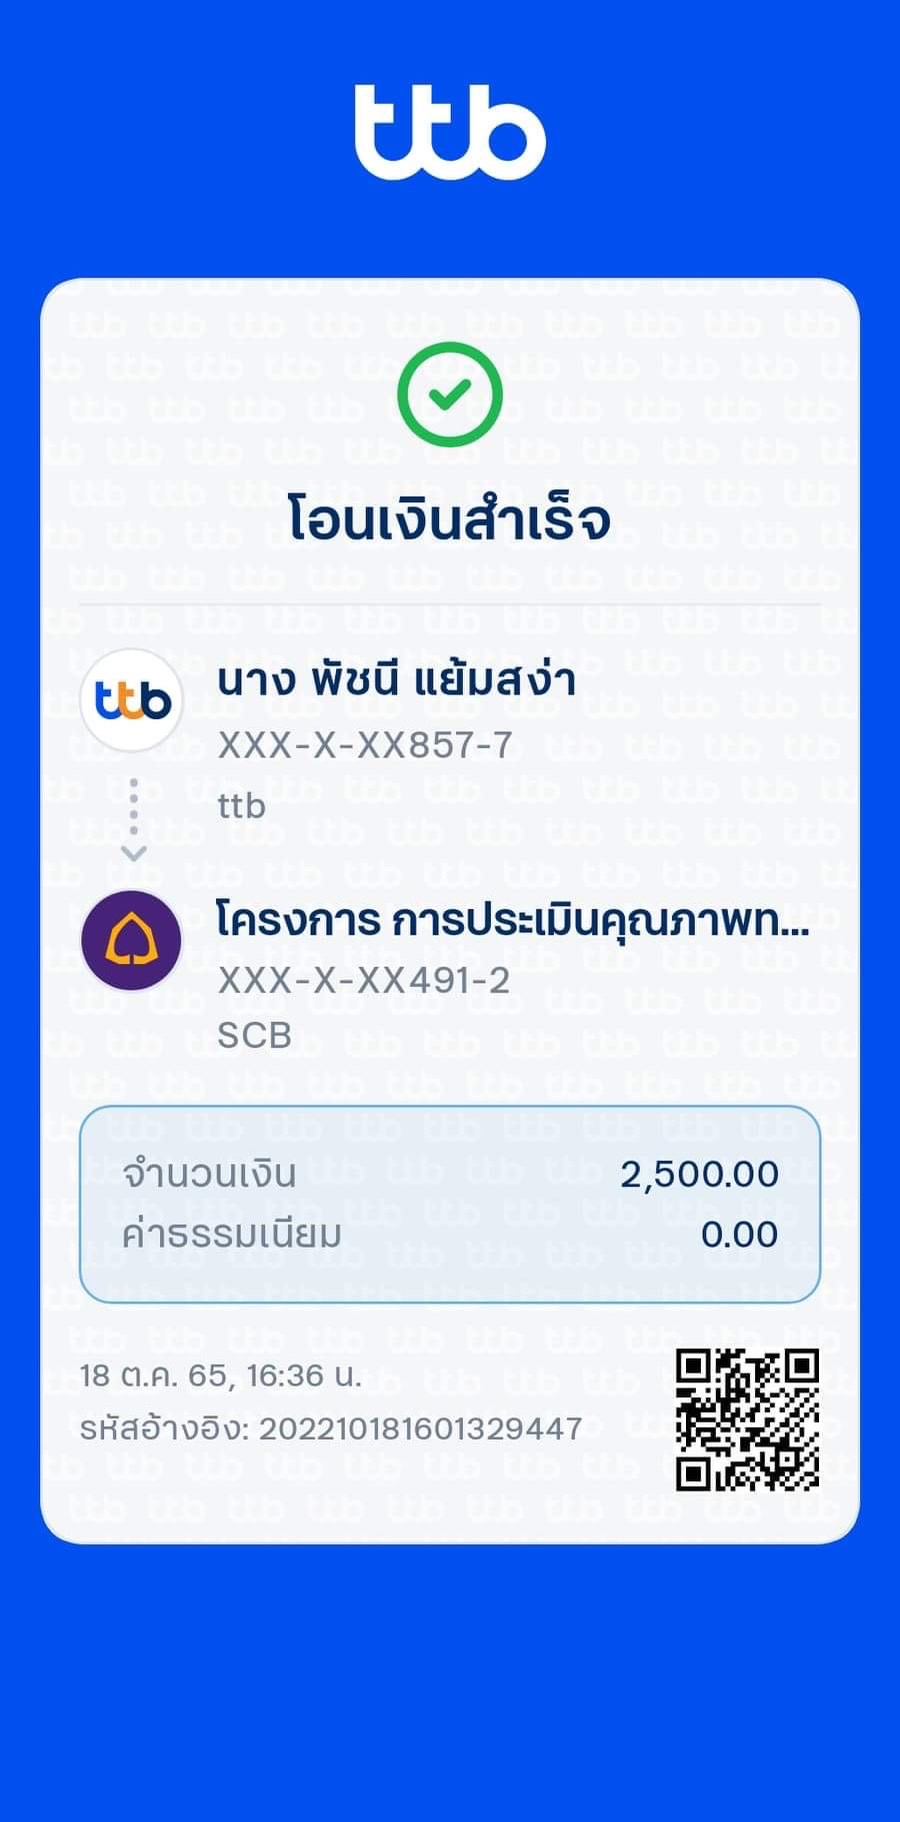 ttb
โอนเงินสำเร็จ
ttb
นาง พัชนี แย้มสง่า
XXX-X-XX857-7
ttb
โครงการ การประเมินคุณภาพท...
XXX-X-XX491-2
SCB
จำนวนเงิน 2,500.00
ค่าธรรมเนียม 0.00
18 ต.ค. 65, 16:36 น.
รหัสอ้างอิง: 202210181601329447